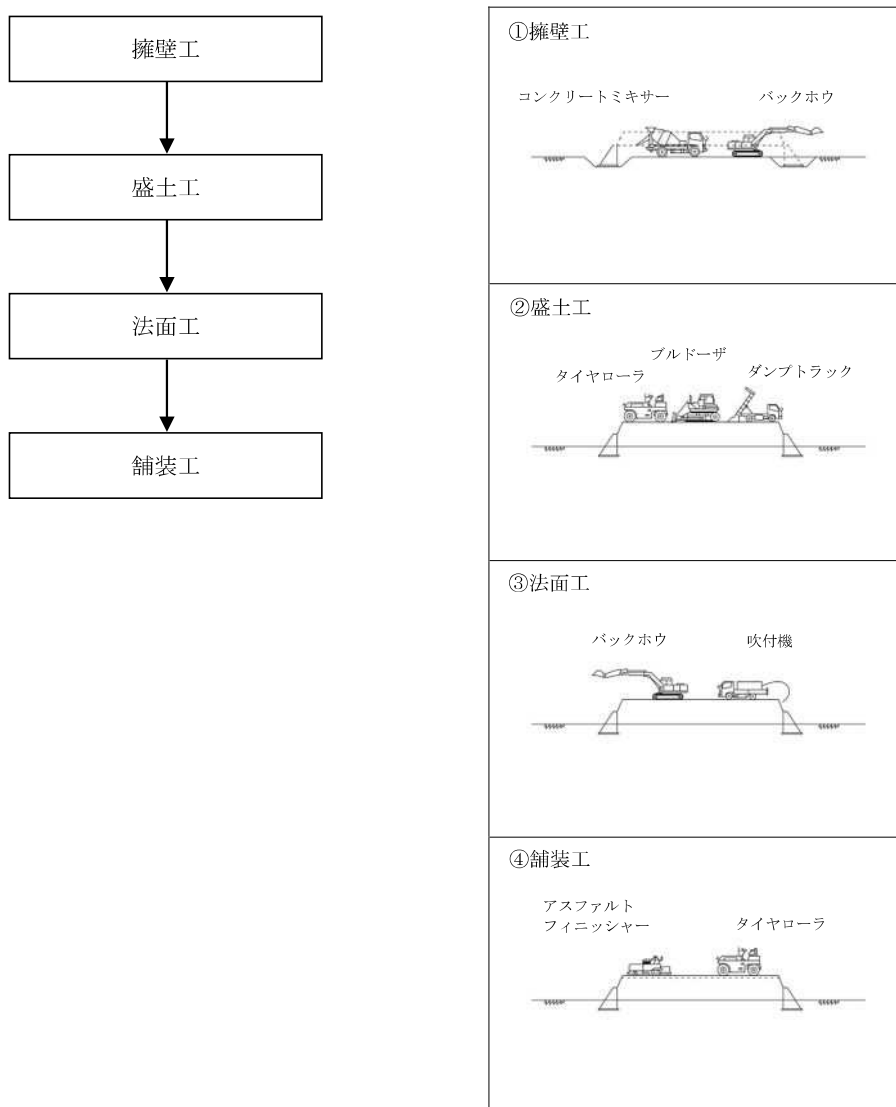 擁壁工
盛土工
法面工
舗装工
①擁壁工
コンクリートミキサー
バックホウ
②盛土工
タイヤローラ
ブルドーザ
ダンプトラック
③法面工
バックホウ
吹付機
④舗装工
アスファルト
フィニッシャー
タイヤローラ